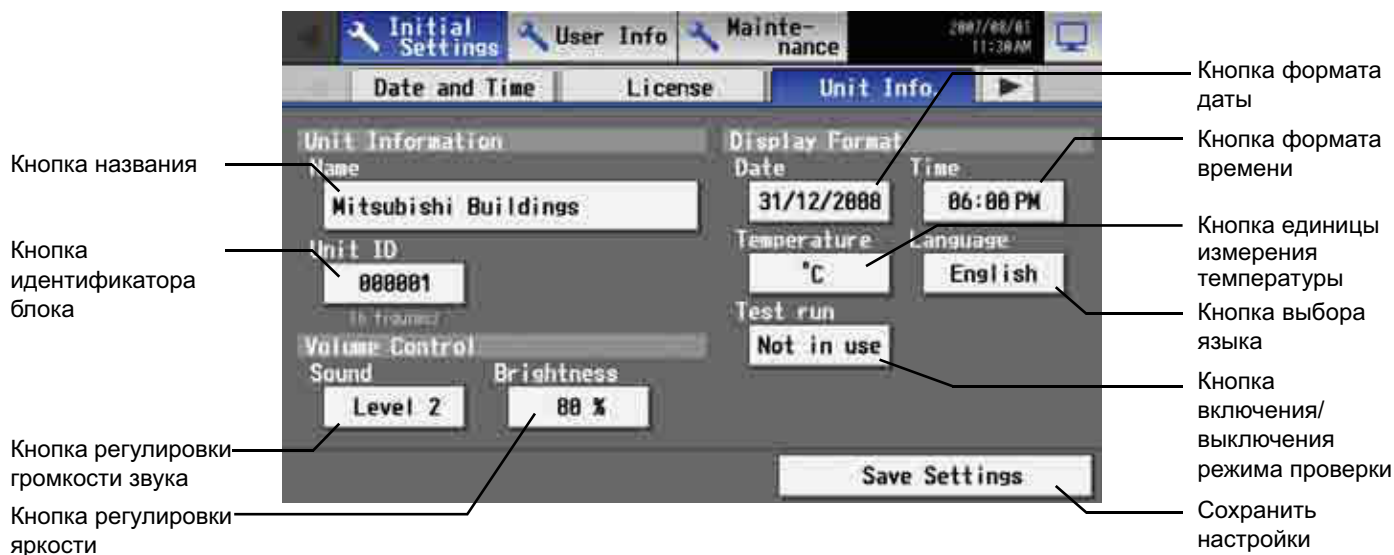 Initial
Settings
User Info
Mainte-
nance
2007/08/01
11:30 AM
Date and Time
License
Unit Info.
Unit Information
Name
Mitsubishi Buildings
Unit ID
000001
Volume Control
Sound
Brightness
Level 2
80 %
Display Format
Date
Time
31/12/2008
06:00 PM
Temperature
Language
°C
English
Test run
Not in use
Save Settings
Кнопка названия
Кнопка
идентификатора
блока
Кнопка регулировки
громкости звука
Кнопка регулировки
яркости
Кнопка формата
даты
Кнопка формата
времени
Кнопка единицы
измерения
температуры
Кнопка выбора
языка
Кнопка
включения/
выключения
режима проверки
Сохранить
настройки